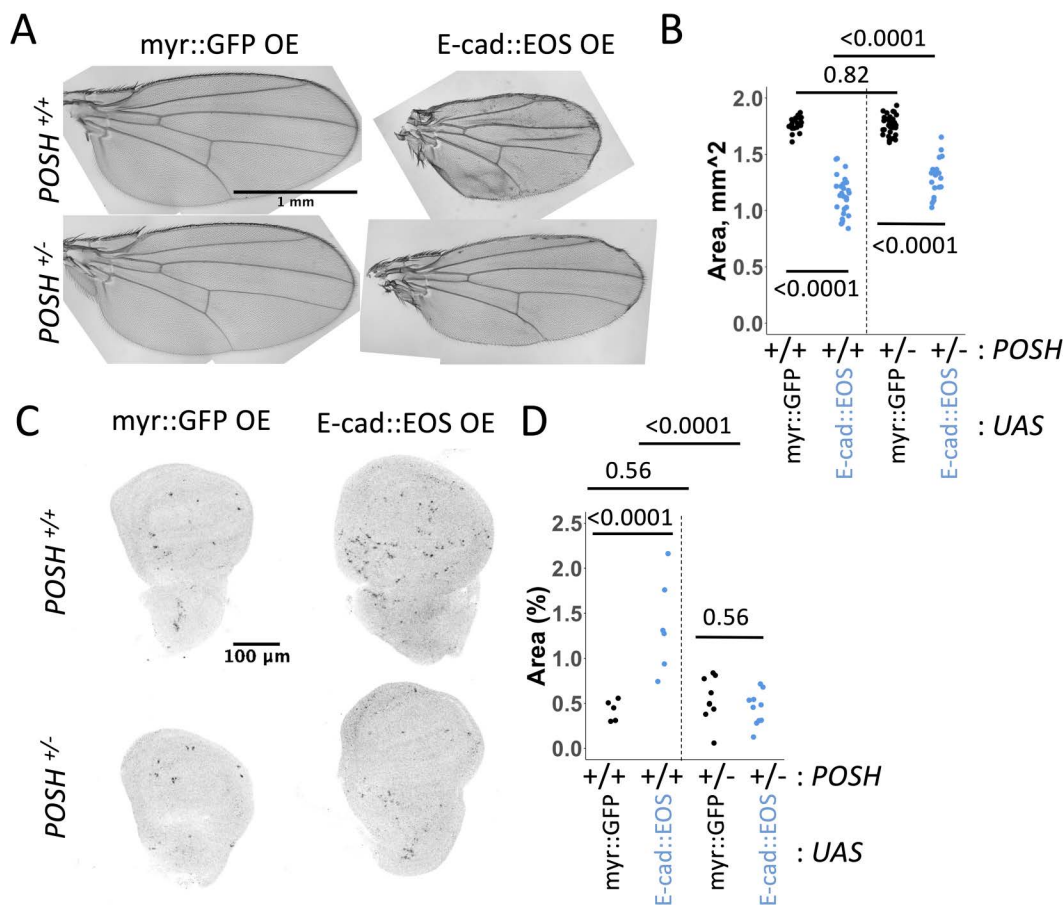 A
myr::GFP OE
E-cad::EOS OE
POSH +/+
1 mm
POSH +/-
B
<0.0001
0.82
Area, mm^2
2.0
1.5
1.0
0.5
0.0
<0.0001
<0.0001
+/+ +/+ +/- +/- : POSH
myr::GFP
E-cad::EOS
myr::GFP
E-cad::EOS
: UAS
C
myr::GFP OE
E-cad::EOS OE
POSH +/+
100 µm
POSH +/-
D
<0.0001
0.56
<0.0001
0.56
Area (%)
2.5
2.0
1.5
1.0
0.5
0.0
+/+ +/+ +/- +/- : POSH
myr::GFP
E-cad::EOS
myr::GFP
E-cad::EOS
: UAS